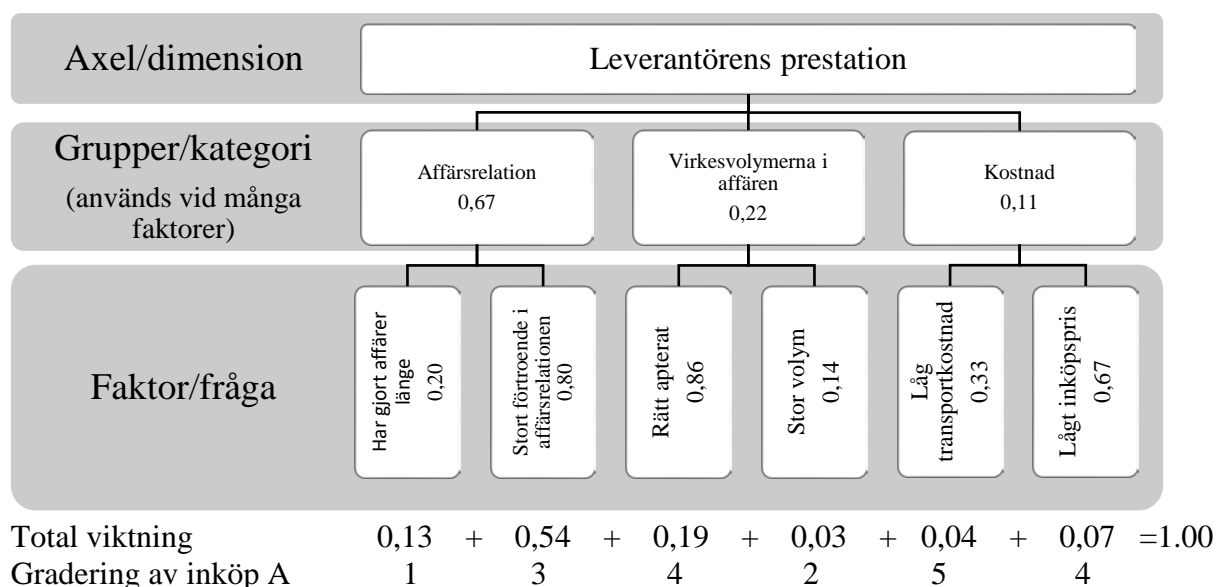 Axel/dimension
Leverantörens prestation
Grupper/kategori
(används vid många
faktorer)
Affärsrelation
0,67
Virkesvolymerna i
affären
0,22
Kostnad
0,11
Faktor/fråga
Har gjort affärer
länge
0,20
Stort förtroende i
affärsrelationen
0,80
Rätt apterat
0,86
Stor volym
0,14
Låg
transportkostnad
0,33
Lågt inköpspris
0,67
Total viktning 0,13 + 0,54 + 0,19 + 0,03 + 0,04 + 0,07 =1.00
Gradering av inköp A 1 3 4 2 5 4